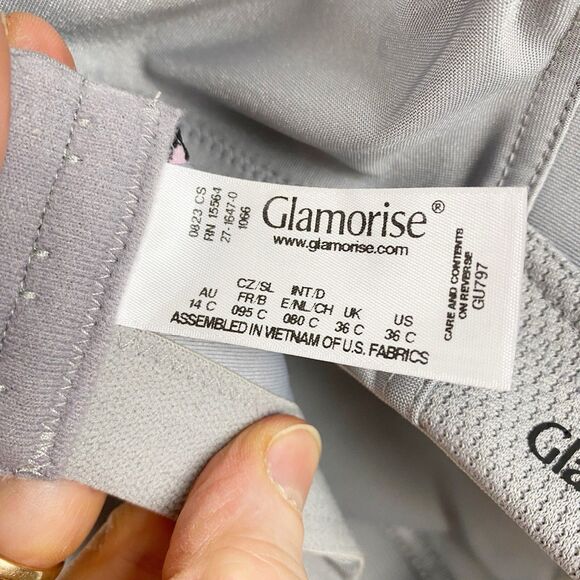 0823 CS
RN 15564
27-1647-0
1066
Glamorise®
www.glamorise.com
AU
14 C
CZ/SL
FR/B
095 C
INT/D
E/NL/CH
080 C
UK
36 C
US
36 C
ASSEMBLED IN VIETNAM OF U.S. FABRICS
CARE AND CONTENTS
ON REVERSE
GU797
Gla